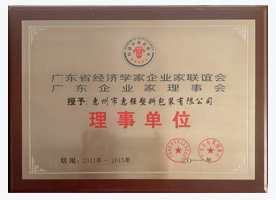 广东省经济学家企业家联谊会
广东企业家理事会
授予：惠州市惠强塑料包装有限公司
理事单位
期限：2011年－2015年